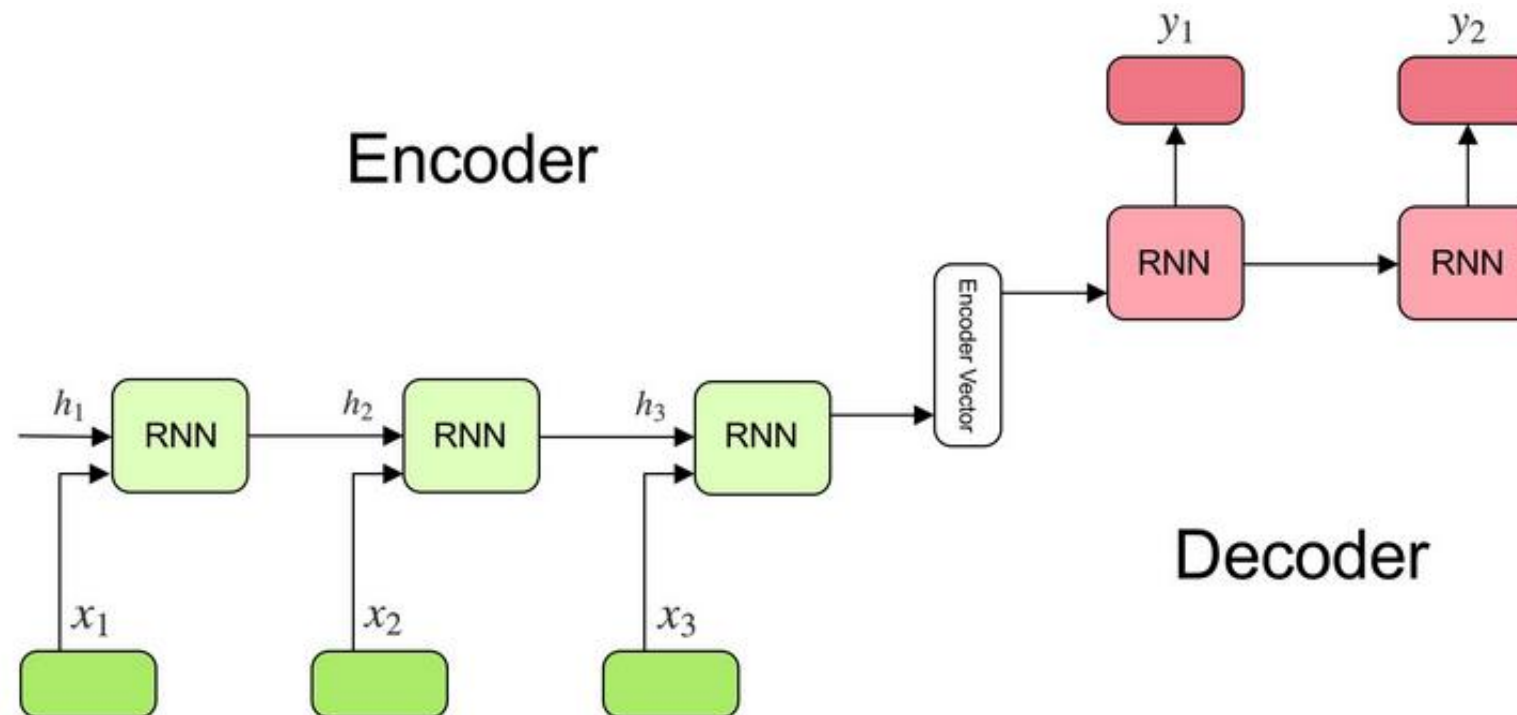 y₁
y₂
Encoder
RNN
RNN
Encoder Vector
h₁
RNN
h₂
RNN
h₃
RNN
Decoder
x₁
x₂
x₃